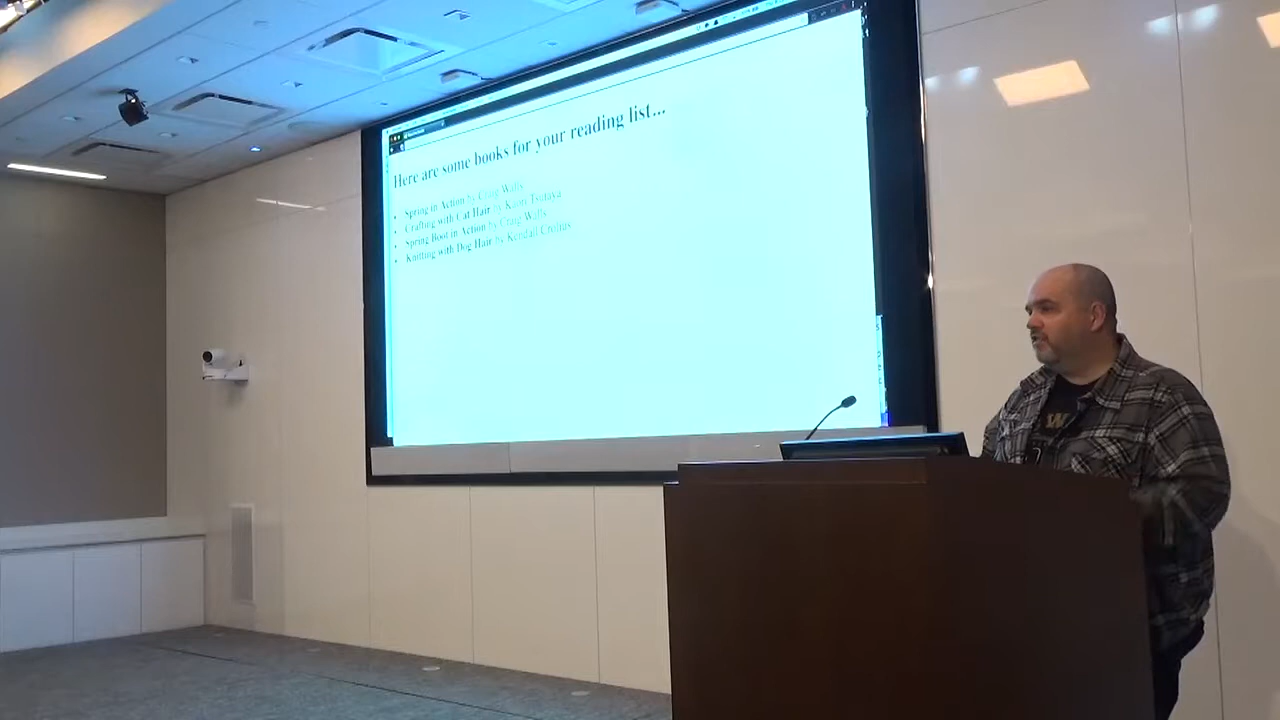 Here are some books for your reading list...
Spring in Action by Craig Walls
Crafting with Cat Hair by Kaori Tsutaya
Spring Boot in Action by Craig Walls
Knitting with Dog Hair by Kendall Crolius
W